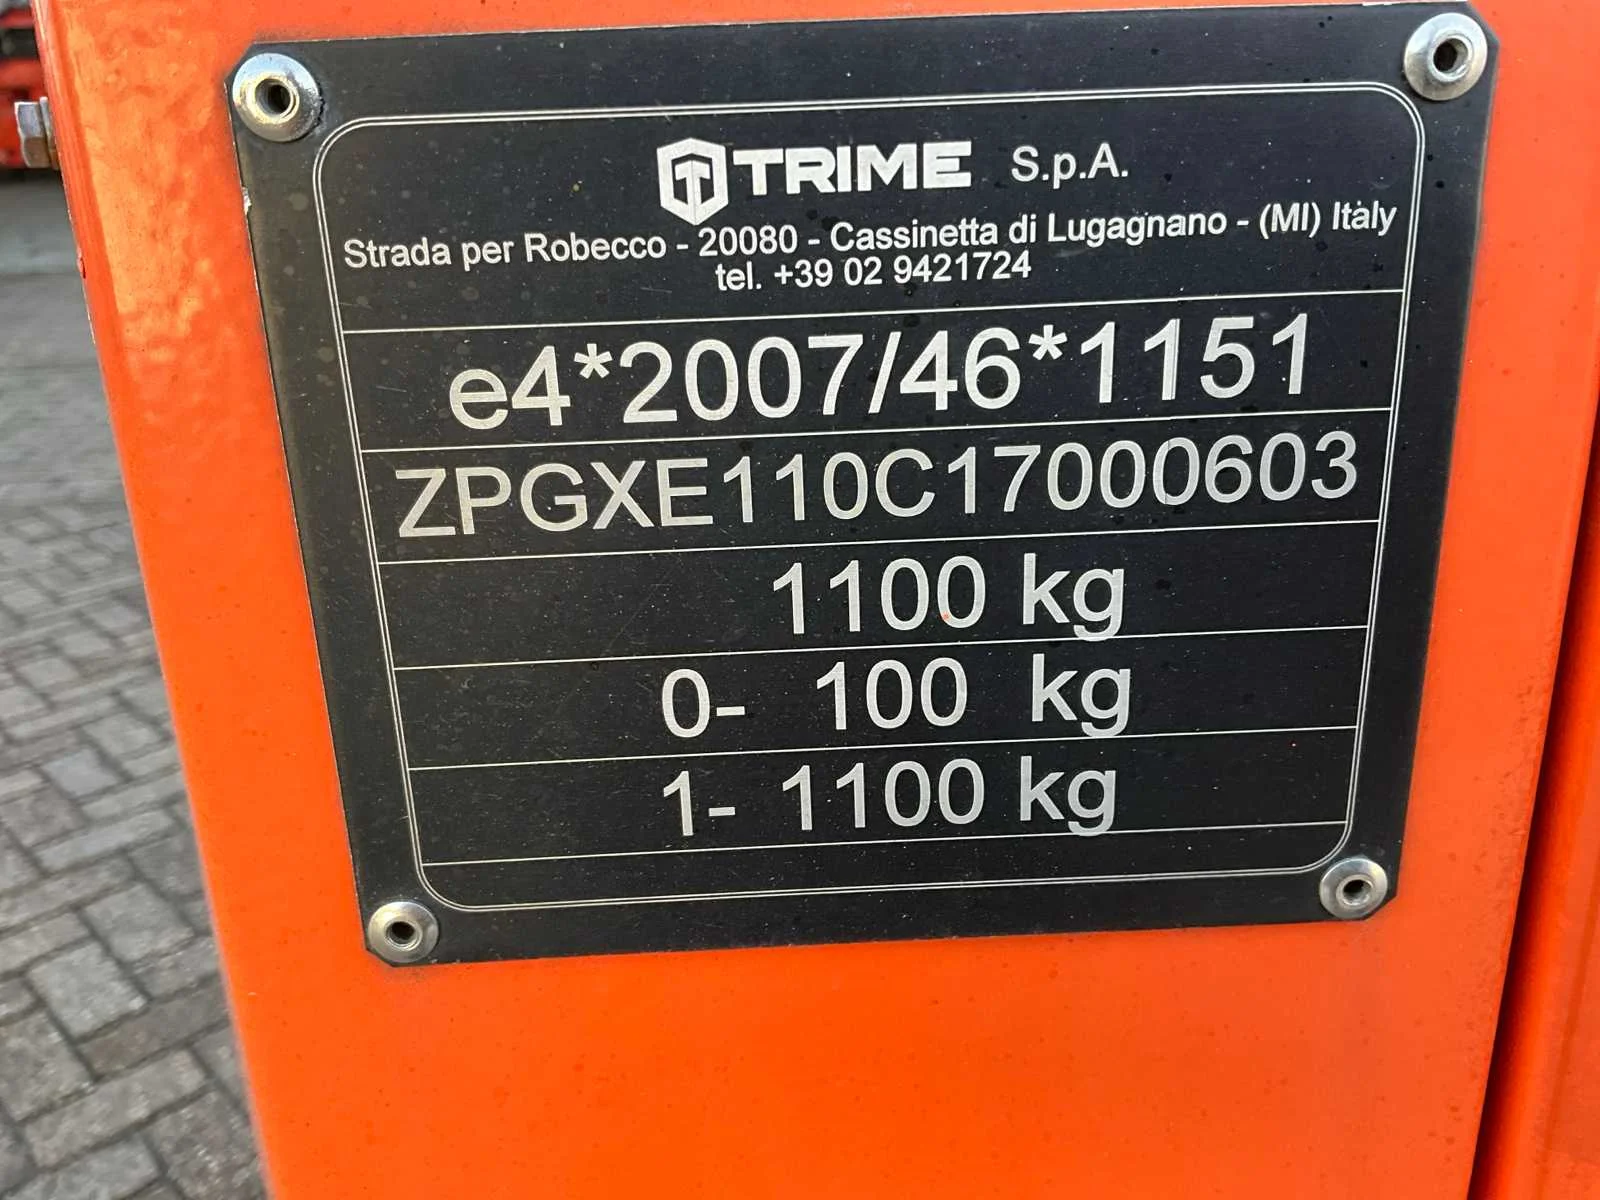 TRIME S.p.A.
Strada per Robecco - 20080 - Cassinetta di Lugagnano - (MI) Italy
tel. +39 02 9421724
e4*2007/46*1151
ZPGXE110C17000603
1100 kg
0- 100 kg
1- 1100 kg